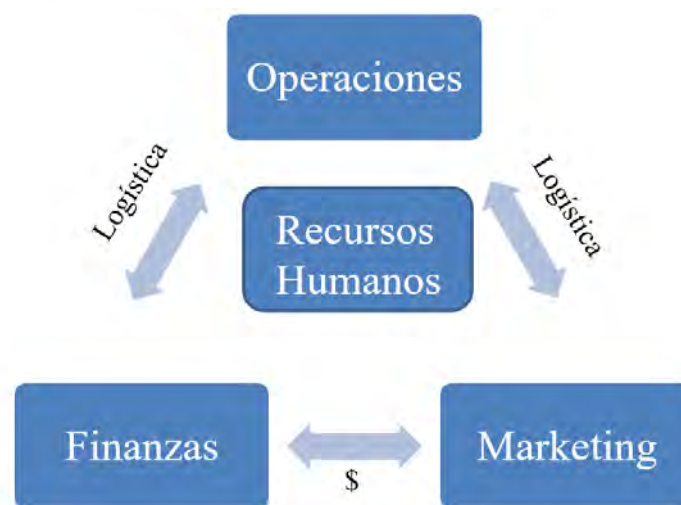 Operaciones
Logística
Logística
Recursos
Humanos
Finanzas
Marketing
$